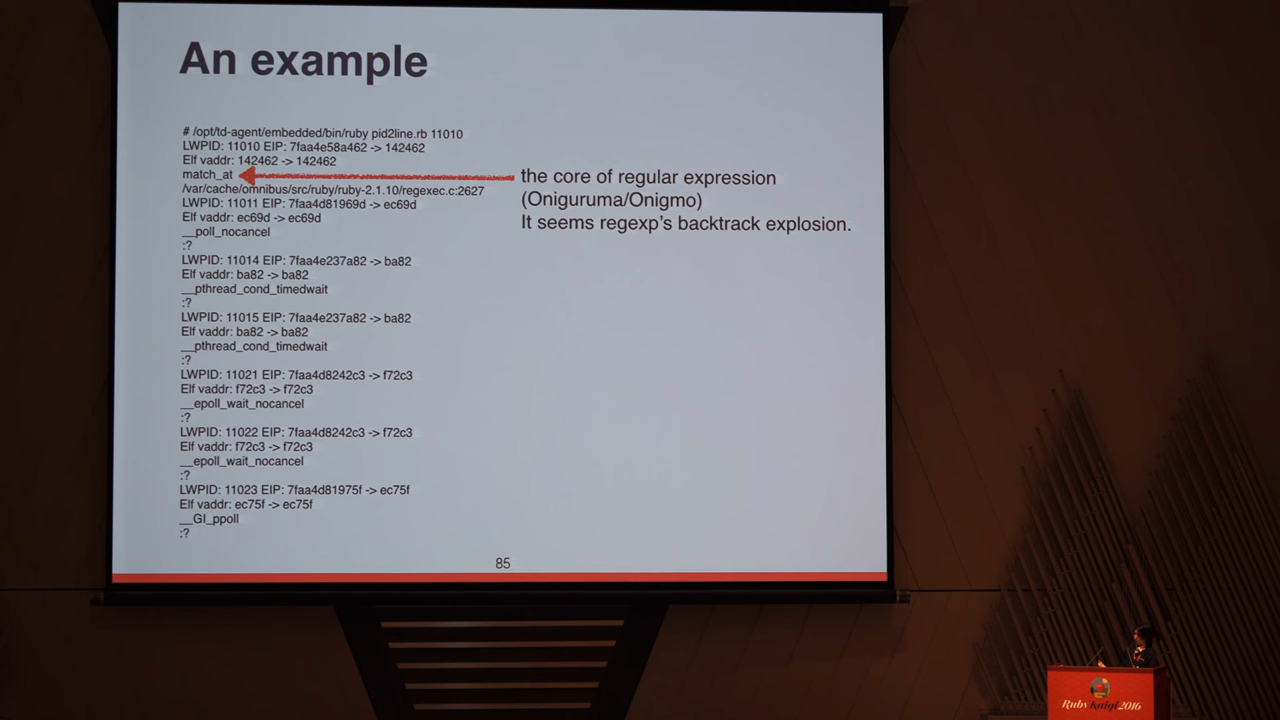 An example
# /opt/td-agent/embedded/bin/ruby pid2line.rb 11010
LWPID: 11010 EIP: 7faa4e58a462 -> 142462
Elf vaddr: 142462 -> 142462
match_at
/var/cache/omnibus/src/ruby/ruby-2.1.10/regexec.c:2627
LWPID: 11011 EIP: 7faa4d81969d -> ec69d
Elf vaddr: ec69d -> ec69d
__poll_nocancel
:?
LWPID: 11014 EIP: 7faa4e237a82 -> ba82
Elf vaddr: ba82 -> ba82
__pthread_cond_timedwait
:?
LWPID: 11015 EIP: 7faa4e237a82 -> ba82
Elf vaddr: ba82 -> ba82
__pthread_cond_timedwait
:?
LWPID: 11021 EIP: 7faa4d8242c3 -> f72c3
Elf vaddr: f72c3 -> f72c3
__epoll_wait_nocancel
:?
LWPID: 11022 EIP: 7faa4d8242c3 -> f72c3
Elf vaddr: f72c3 -> f72c3
__epoll_wait_nocancel
:?
LWPID: 11023 EIP: 7faa4d81975f -> ec75f
Elf vaddr: ec75f -> ec75f
__GI_ppoll
:?
the core of regular expression
(Oniguruma/Onigmo)
It seems regexp's backtrack explosion.
85
Ruby Kaigi 2016